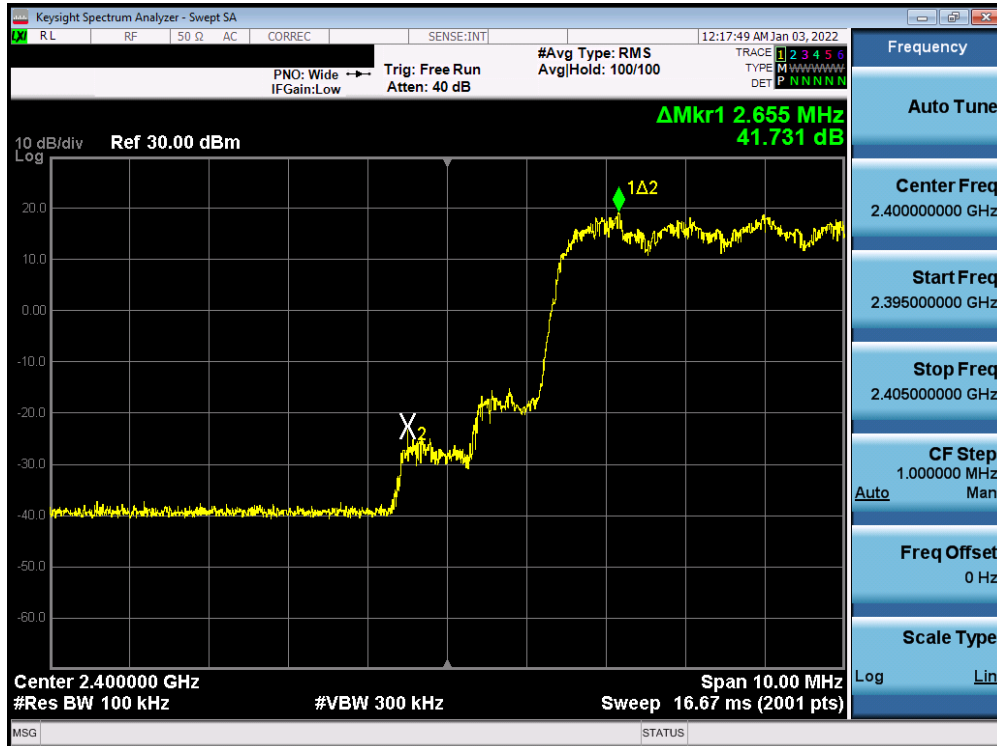 Keysight Spectrum Analyzer - Swept SA
LXI RL RF 50 Ω AC CORREC SENSE:INT 12:17:49 AM Jan 03, 2022
PNO: Wide
IFGain:Low
Trig: Free Run
Atten: 40 dB
#Avg Type: RMS
Avg|Hold: 100/100
TRACE 1 2 3 4 5 6
TYPE M WWWWW
DET P N N N N N
ΔMkr1 2.655 MHz
41.731 dB
10 dB/div Ref 30.00 dBm
Log
20.0
10.0
0.00
-10.0
-20.0
-30.0
-40.0
-50.0
-60.0
1Δ2
X2
Center 2.400000 GHz Span 10.00 MHz
#Res BW 100 kHz #VBW 300 kHz Sweep 16.67 ms (2001 pts)
MSG STATUS
Frequency
Auto Tune
Center Freq
2.400000000 GHz
Start Freq
2.395000000 GHz
Stop Freq
2.405000000 GHz
CF Step
1.000000 MHz
Auto Man
Freq Offset
0 Hz
Scale Type
Log Lin